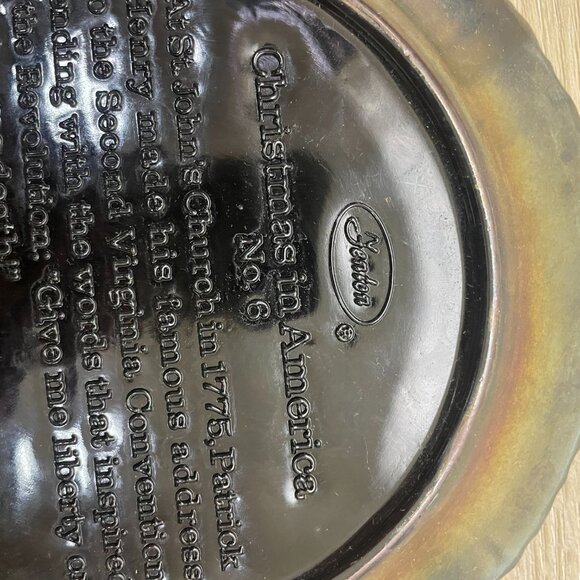 Fenton
Christmas in America
No. 6
At St. John's Church in 1775, Patrick
Henry made his famous address
to the Second Virginia Convention
ending with the words that inspired
the Revolution; "Give me liberty or
death!"